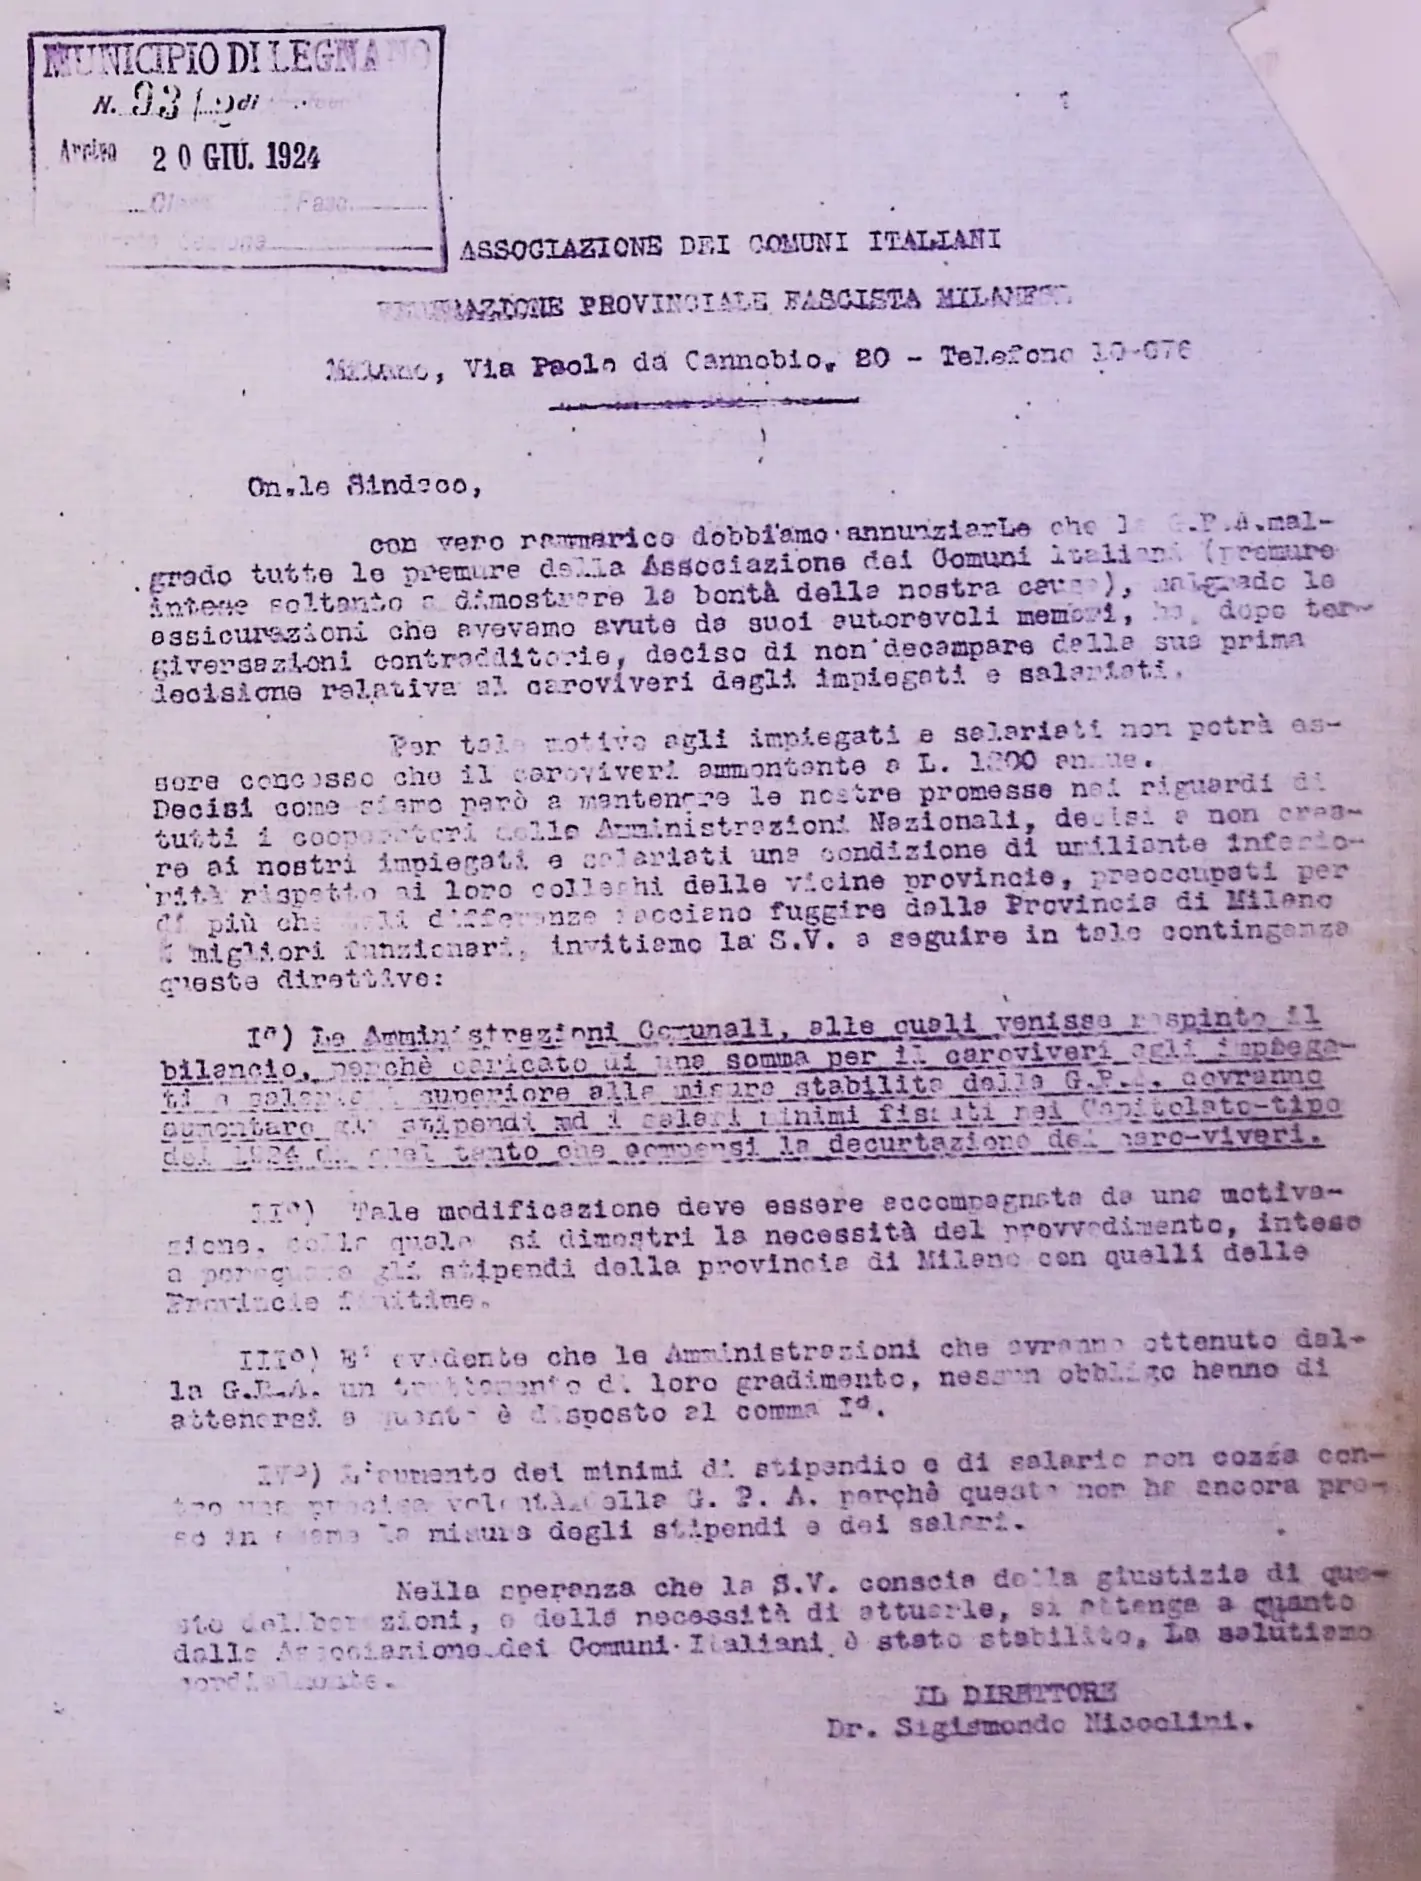 MUNICIPIO DI LEGNANO
N. 93 di
Arrivo 20 GIU. 1924
Fasc.
ASSOCIAZIONE DEI COMUNI ITALIANI
FEDERAZIONE PROVINCIALE FASCISTA MILANESE
Milano, Via Paolo da Cannobio, 20 - Telefono 10-076
On.le Sindaco,
con vero rammarico dobbiamo annunziarLe che la G.P.A. mal-
grado tutte le premure della Associazione dei Comuni Italiani (premure
intese soltanto a dimostrare la bontà della nostra causa), malgrado le
assicurazioni che avevamo avute da suoi autorevoli membri, ha, dopo ter-
giversazioni contradditorie, deciso di non decampare dalla sua prima
decisione relativa al caroviveri degli impiegati e salariati.
Per tale motivo agli impiegati e salariati non potrà es-
sere concesso che il caroviveri ammontante a L. 1200 annue.
Decisi come siamo però a mantenere le nostre promesse nei riguardi di
tutti i cooperatori delle Amministrazioni Nazionali, decisi a non crea-
re ai nostri impiegati e salariati una condizione di umiliante inferio-
rità rispetto ai loro colleghi delle vicine provincie, preoccupati per
di più che tali differenze facciano fuggire dalla Provincia di Milano
i migliori funzionari, invitiamo la S.V. a seguire in tale contingenza
queste direttive:
I°) Le Amministrazioni Comunali, alle quali venisse respinto il
bilancio, perchè caricato di una somma per il caroviveri agli impiega-
ti e salariati superiore alla misura stabilita dalla G.P.A. dovranno
aumentare gli stipendi ed i salari minimi fissati nei Capitolato-tipo
del 1924 di quel tanto che compensi la decurtazione del caro-viveri.
II°) Tale modificazione deve essere accompagnata da una motiva-
zione, colla quale si dimostri la necessità del provvedimento, inteso
a perequare gli stipendi della provincia di Milano con quelli delle
Provincie finitime.
III°) E' evidente che le Amministrazioni che avranno ottenuto dal-
la G.P.A. un trattamento di loro gradimento, nessun obbligo hanno di
attenersi a quanto è disposto al comma I°.
IV°) L'aumento dei minimi di stipendio e di salario non cozza con-
tro una precisa volontà della G. P. A. perchè questa non ha ancora pre-
so in esame la misura degli stipendi e dei salari.
Nella speranza che la S.V. conscia della giustizia di que-
ste deliberazioni, e della necessità di attuarle, si attenga a quanto
dalla Associazione dei Comuni Italiani è stato stabilito, La salutiamo
cordialmente.
IL DIRETTORE
Dr. Sigismondo Niccolini.